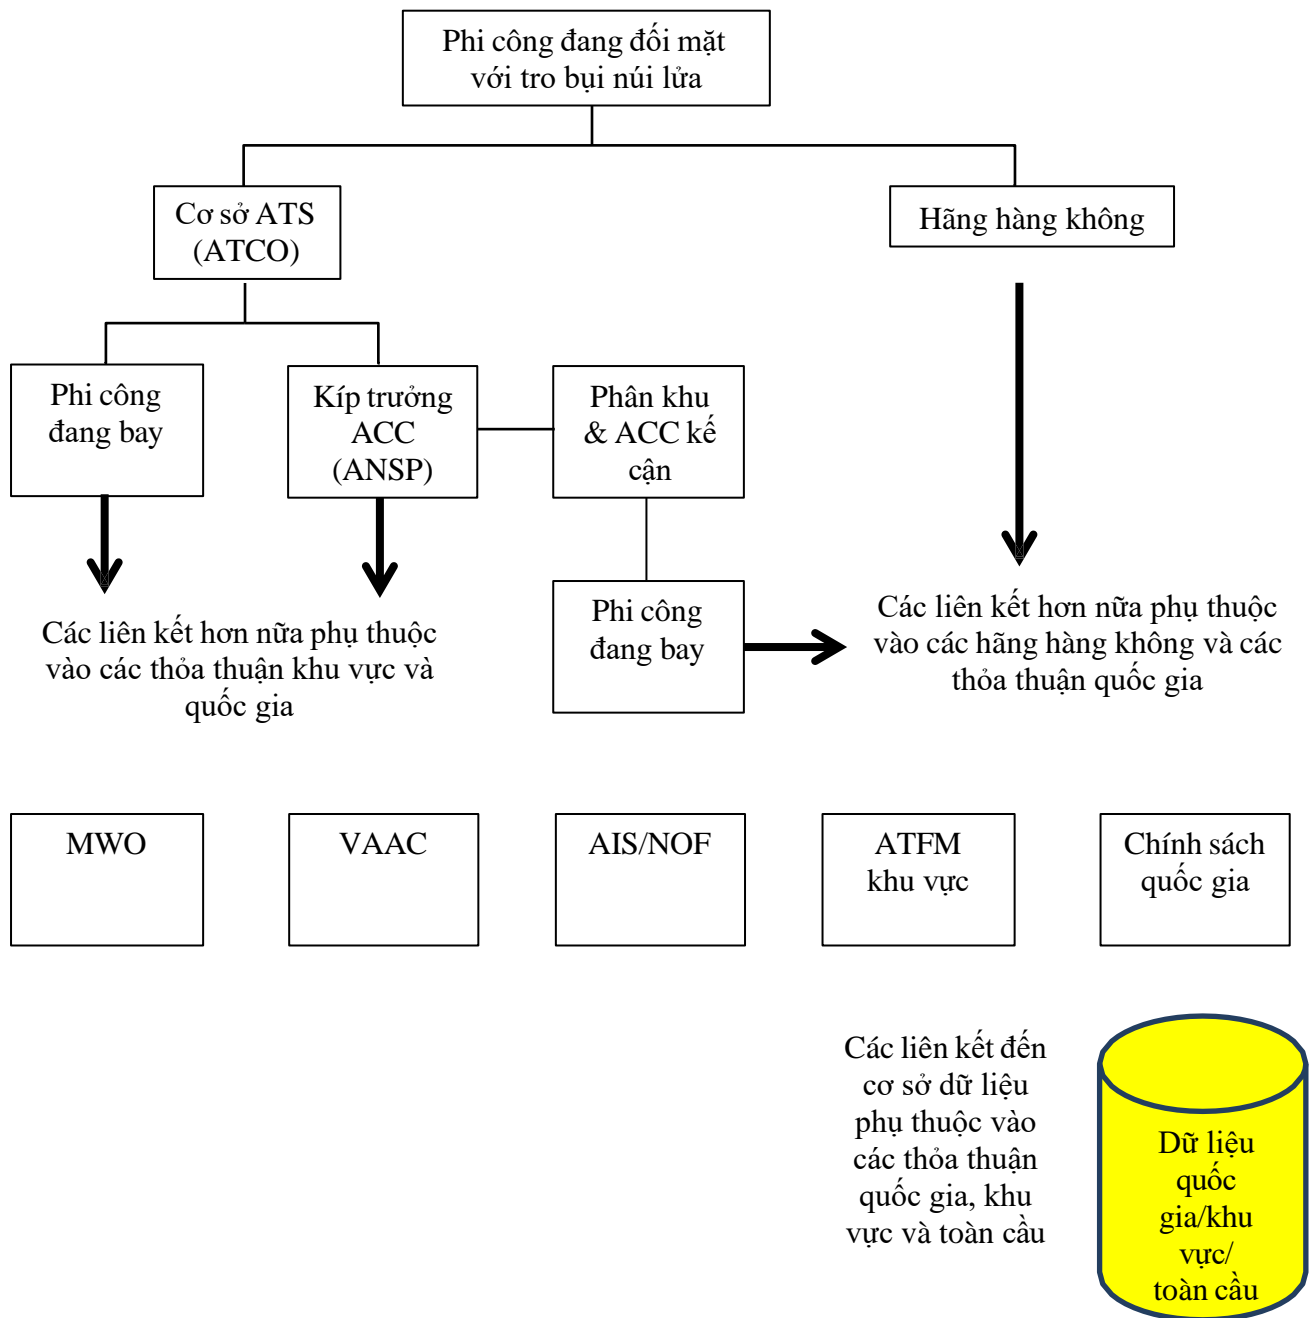 Phi công đang đối mặt
với tro bụi núi lửa
Cơ sở ATS
(ATCO)
Hãng hàng không
Phi công
đang bay
Kíp trưởng
ACC
(ANSP)
Phân khu
& ACC kế
cận
Phi công
đang bay
Các liên kết hơn nữa phụ thuộc
vào các thỏa thuận khu vực và
quốc gia
Các liên kết hơn nữa phụ thuộc
vào các hãng hàng không và các
thỏa thuận quốc gia
MWO
VAAC
AIS/NOF
ATFM
khu vực
Chính sách
quốc gia
Các liên kết đến
cơ sở dữ liệu
phụ thuộc vào
các thỏa thuận
quốc gia, khu
vực và toàn cầu
Dữ liệu
quốc
gia/khu
vực/
toàn cầu